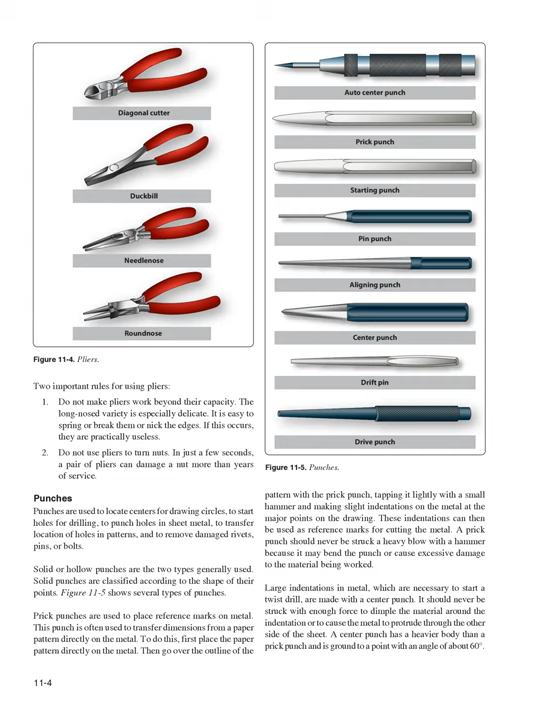 Diagonal cutter
Duckbill
Needlenose
Roundnose
Figure 11-4. Pliers.
Two important rules for using pliers:
1. Do not make pliers work beyond their capacity. The
long-nosed variety is especially delicate. It is easy to
spring or break them or nick the edges. If this occurs,
they are practically useless.
2. Do not use pliers to turn nuts. In just a few seconds,
a pair of pliers can damage a nut more than years
of service.
Punches
Punches are used to locate centers for drawing circles, to start
holes for drilling, to punch holes in sheet metal, to transfer
location of holes in patterns, and to remove damaged rivets,
pins, or bolts.
Solid or hollow punches are the two types generally used.
Solid punches are classified according to the shape of their
points. Figure 11-5 shows several types of punches.
Prick punches are used to place reference marks on metal.
This punch is often used to transfer dimensions from a paper
pattern directly on the metal. To do this, first place the paper
pattern directly on the metal. Then go over the outline of the
Auto center punch
Prick punch
Starting punch
Pin punch
Aligning punch
Center punch
Drift pin
Drive punch
Figure 11-5. Punches.
pattern with the prick punch, tapping it lightly with a small
hammer and making slight indentations on the metal at the
major points on the drawing. These indentations can then
be used as reference marks for cutting the metal. A prick
punch should never be struck a heavy blow with a hammer
because it may bend the punch or cause excessive damage
to the material being worked.
Large indentations in metal, which are necessary to start a
twist drill, are made with a center punch. It should never be
struck with enough force to dimple the material around the
indentation or to cause the metal to protrude through the other
side of the sheet. A center punch has a heavier body than a
prick punch and is ground to a point with an angle of about 60°.
11-4